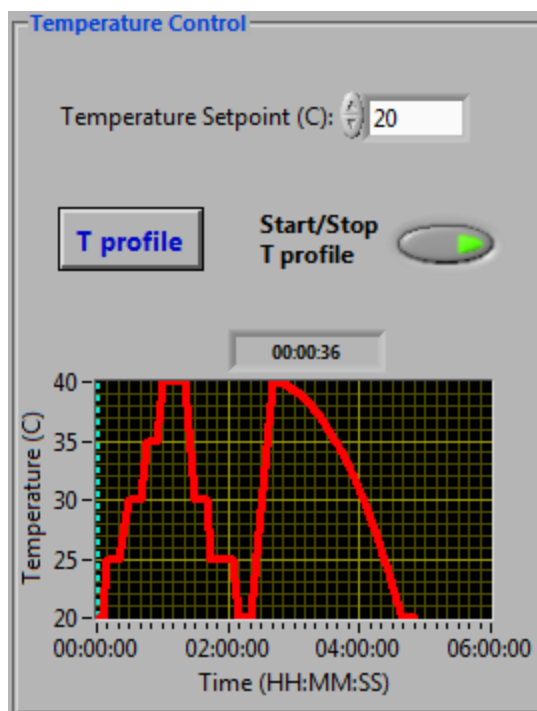 Temperature Control
Temperature Setpoint (C): 20
T profile
Start/Stop
T profile
00:00:36
40
35
30
25
20
Temperature (C)
00:00:00 02:00:00 04:00:00 06:00:00
Time (HH:MM:SS)